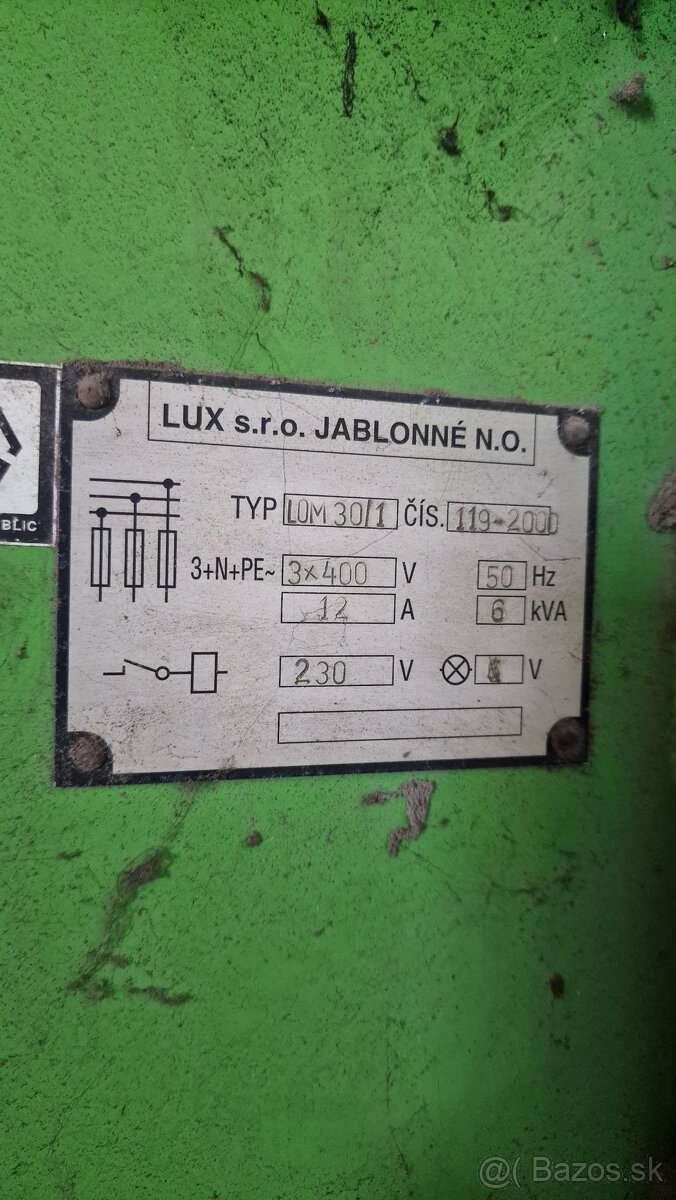 LUX s.r.o. JABLONNÉ N.O.
TYP LOM 30/1 ČÍS. 119-2000
3+N+PE~ 3×400 V 50 Hz
12 A 6 kVA
230 V V
BLIC
@( Bazos.sk